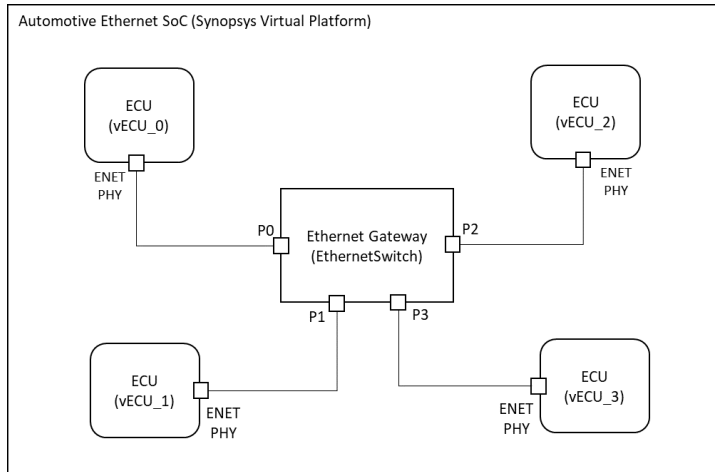 Automotive Ethernet SoC (Synopsys Virtual Platform)
ECU
(vECU_0)
ENET
PHY
ECU
(vECU_2)
ENET
PHY
P0
Ethernet Gateway
(EthernetSwitch)
P2
P1
P3
ECU
(vECU_1)
ENET
PHY
ECU
(vECU_3)
ENET
PHY